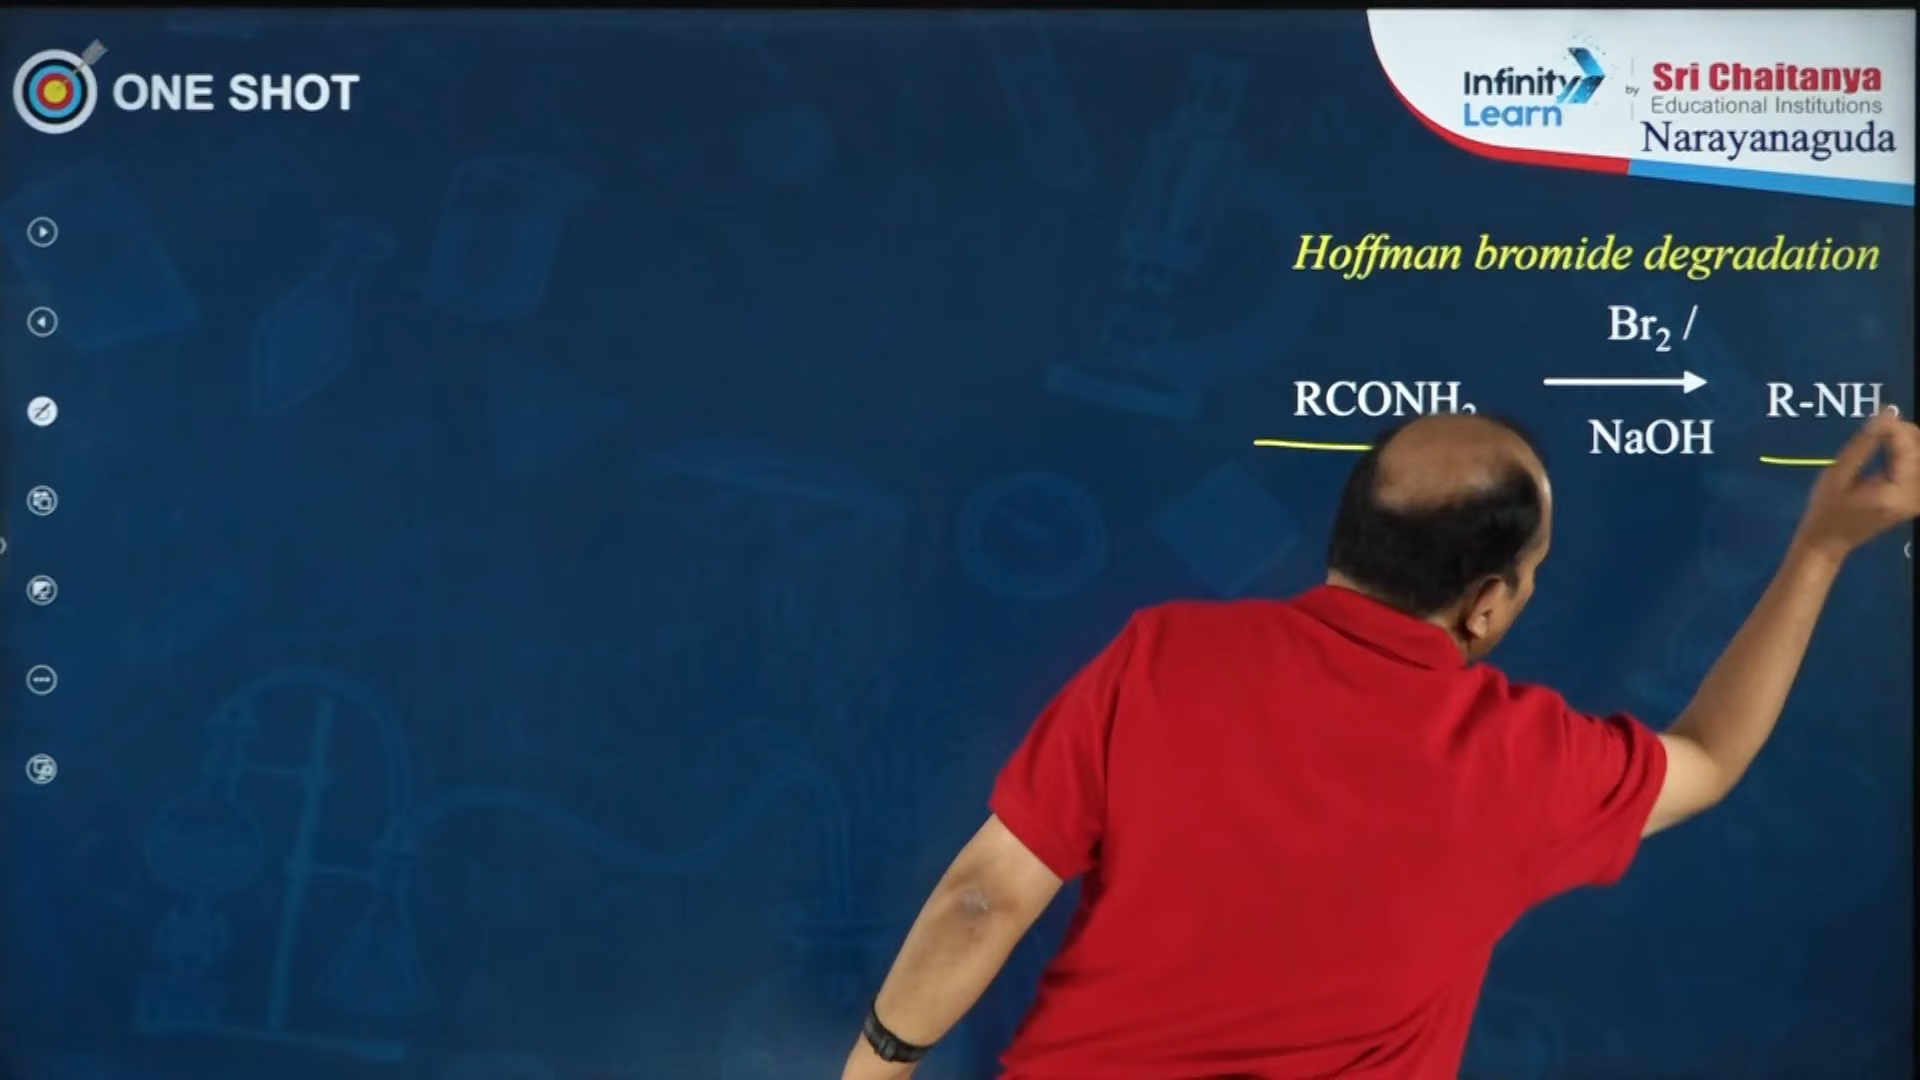 ONE SHOT
Infinity Learn by Sri Chaitanya
Educational Institutions
Narayanaguda
Hoffman bromide degradation
Br₂ /
RCONH₂ → R-NH₂
NaOH